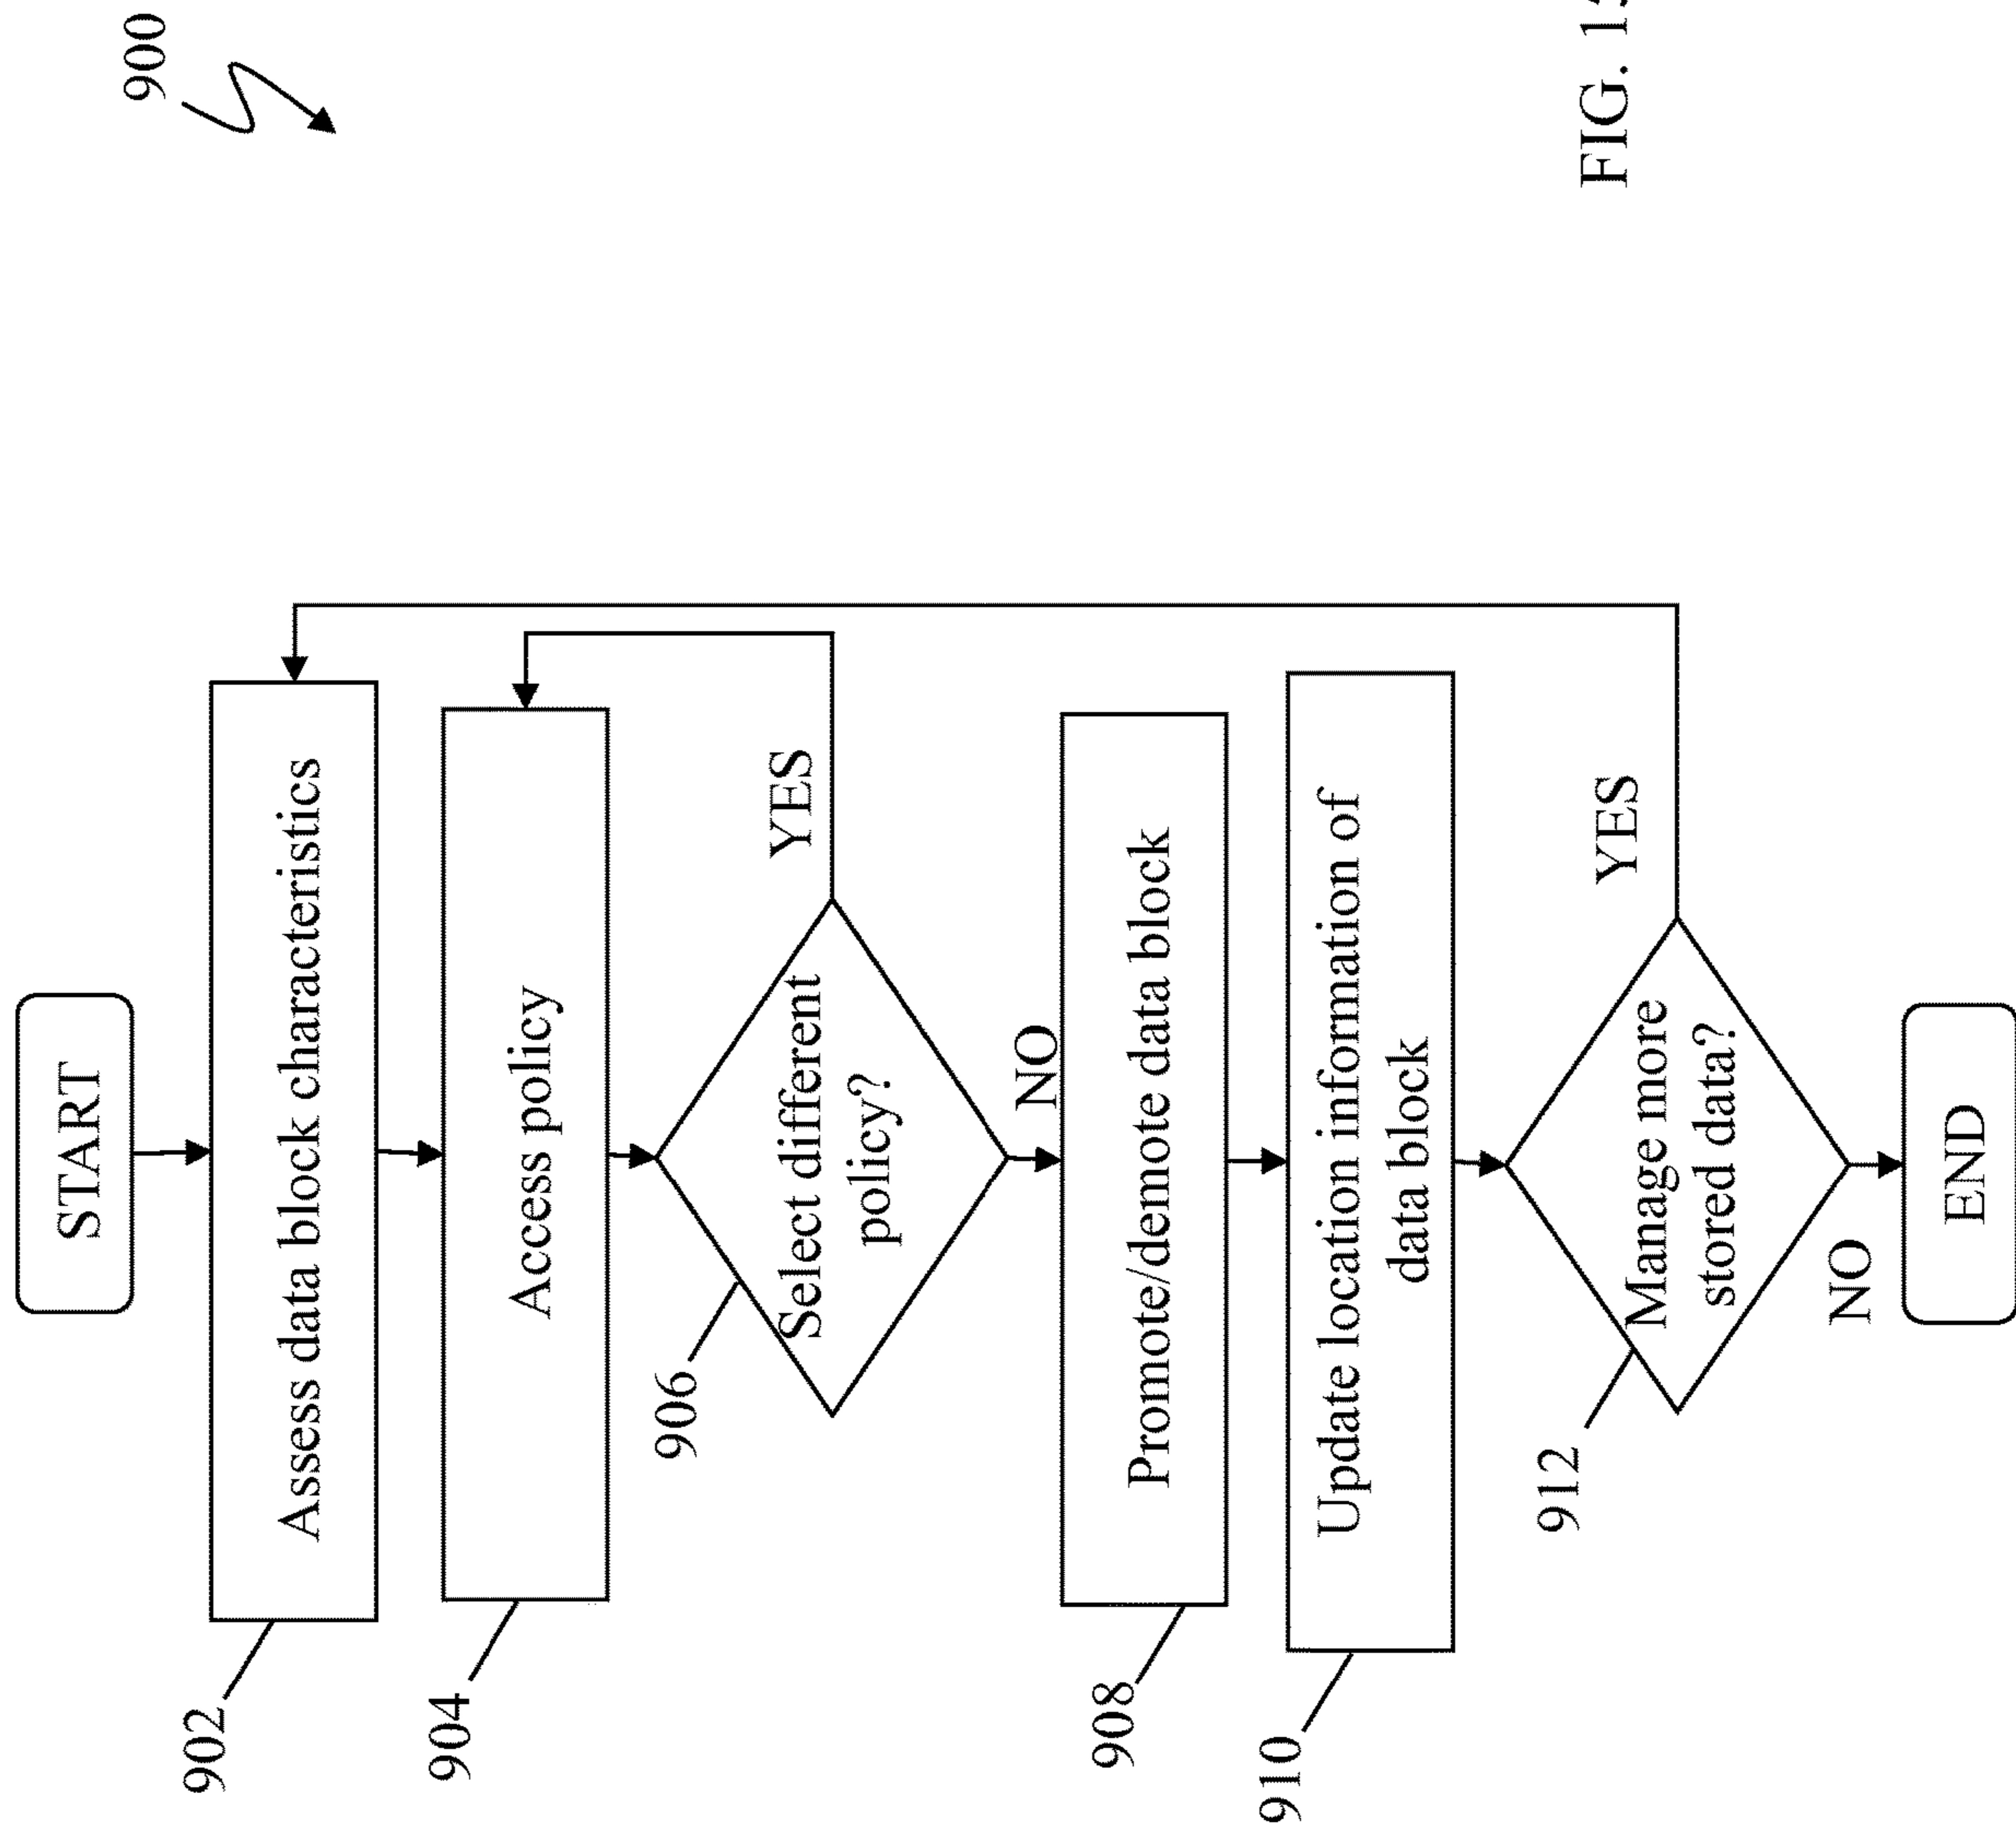 900
START
902
Assess data block characteristics
904
Access policy
906
Select different
policy?
YES
NO
908
Promote/demote data block
910
Update location information of
data block
912
Manage more
stored data?
YES
NO
END
FIG.